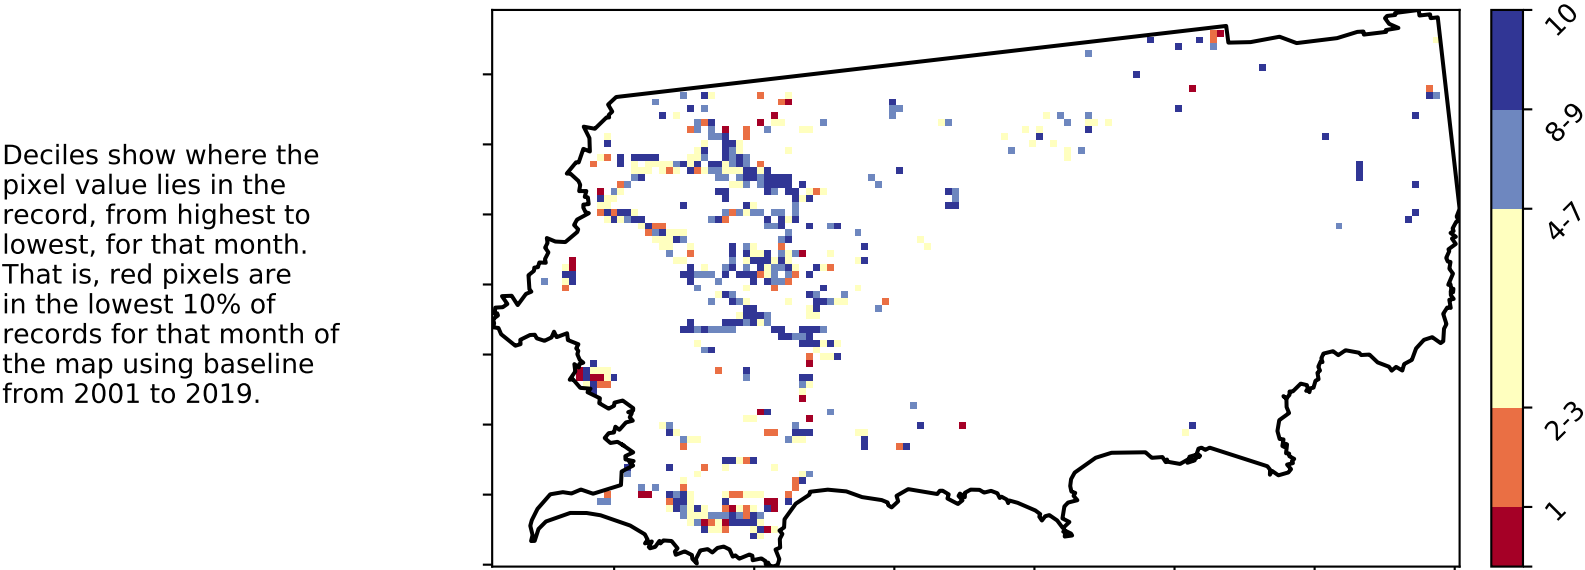 Deciles show where the
pixel value lies in the
record, from highest to
lowest, for that month.
That is, red pixels are
in the lowest 10% of
records for that month of
the map using baseline
from 2001 to 2019.
10
8-9
4-7
2-3
1